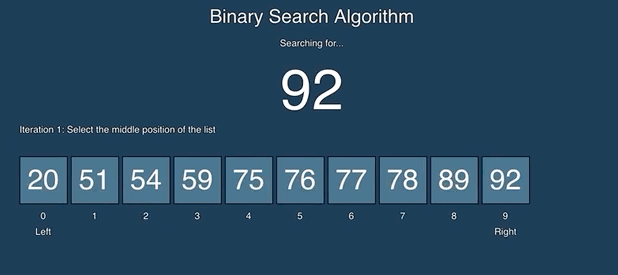 Binary Search Algorithm
Searching for...
92
Iteration 1: Select the middle position of the list
20 51 54 59 75 76 77 78 89 92
0 1 2 3 4 5 6 7 8 9
Left Right